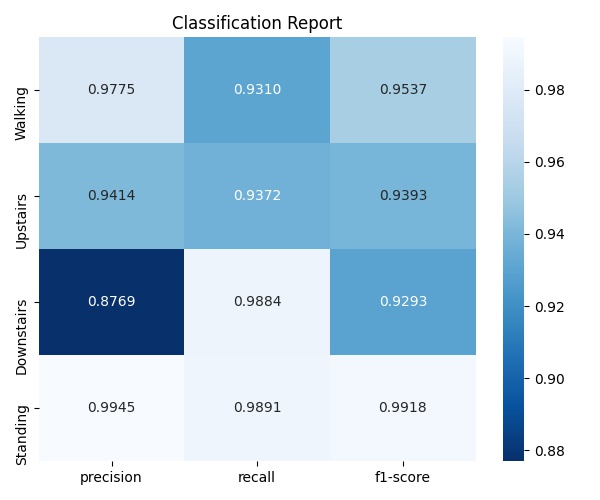 Classification Report
Walking 0.9775 0.9310 0.9537
Upstairs 0.9414 0.9372 0.9393
Downstairs 0.8769 0.9884 0.9293
Standing 0.9945 0.9891 0.9918
precision recall f1-score
0.98
0.96
0.94
0.92
0.90
0.88